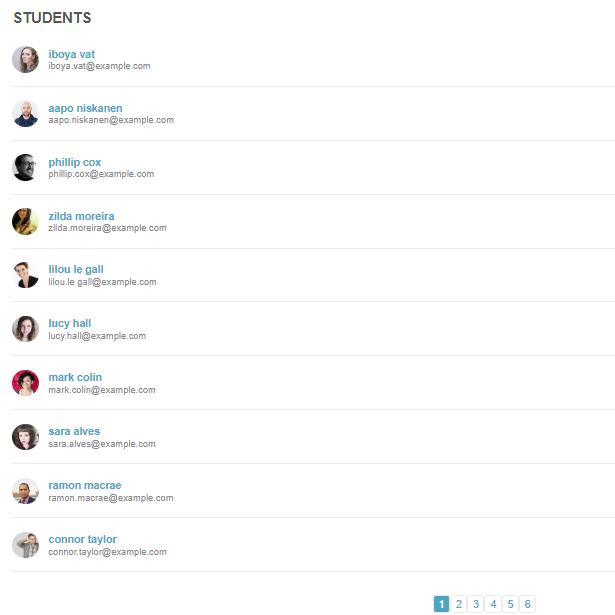 STUDENTS
iboya vat
iboya.vat@example.com
aapo niskanen
aapo.niskanen@example.com
phillip cox
phillip.cox@example.com
zilda moreira
zilda.moreira@example.com
lilou le gall
lilou.le gall@example.com
lucy hall
lucy.hall@example.com
mark colin
mark.colin@example.com
sara alves
sara.alves@example.com
ramon macrae
ramon.macrae@example.com
connor taylor
connor.taylor@example.com
1 2 3 4 5 6